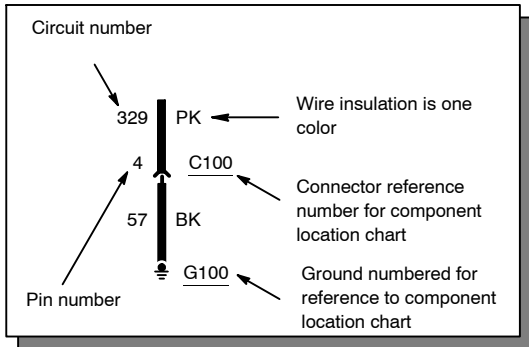 Circuit number
329 PK
Wire insulation is one
color
4 C100
Connector reference
number for component
location chart
57 BK
G100
Ground numbered for
reference to component
location chart
Pin number